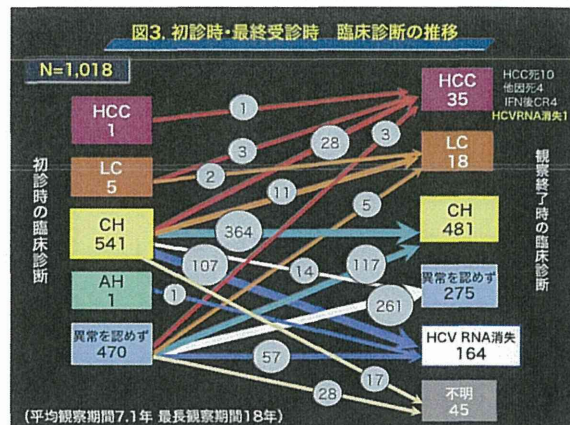 図3. 初診時・最終受診時 臨床診断の推移
N=1,018
初診時の臨床診断
HCC
1
LC
5
CH
541
AH
1
異常を認めず
470
1
3
28
3
2
11
5
364
107
14
117
1
261
57
17
28
HCC
35
LC
18
CH
481
異常を認めず
275
HCV RNA消失
164
不明
45
HCC死10
他因死4
IFN後CR4
HCVRNA消失1
観察終了時の臨床診断
(平均観察期間7.1年 最長観察期間18年)